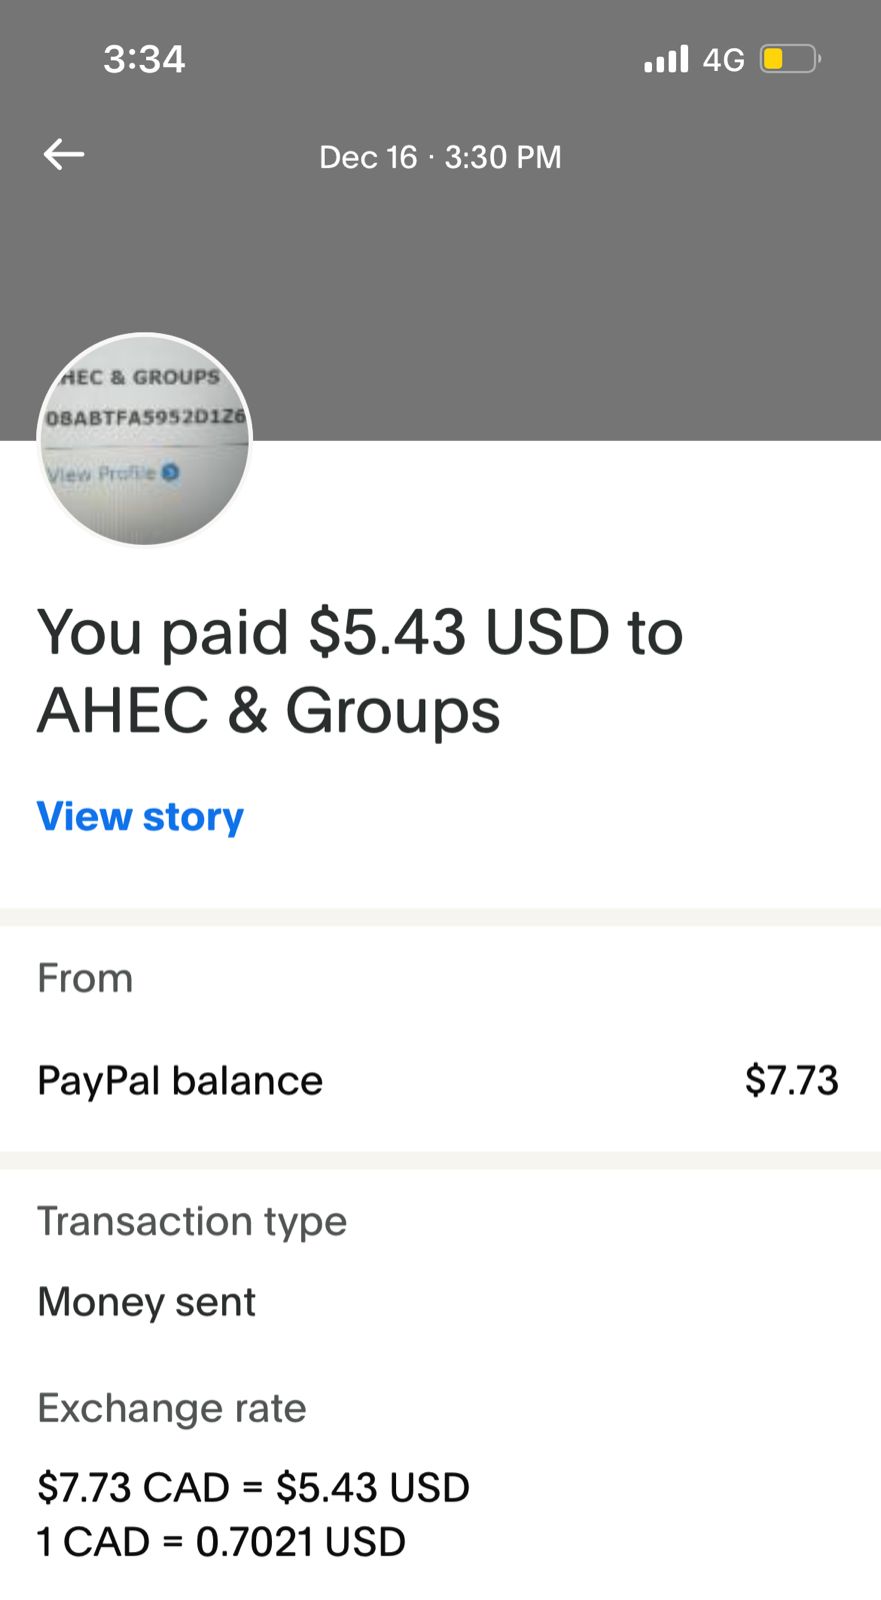 3:34
4G
Dec 16 · 3:30 PM
HEC & GROUPS
08ABTFA5952D1Z6
View Profile
You paid $5.43 USD to
AHEC & Groups
View story
From
PayPal balance $7.73
Transaction type
Money sent
Exchange rate
$7.73 CAD = $5.43 USD
1 CAD = 0.7021 USD